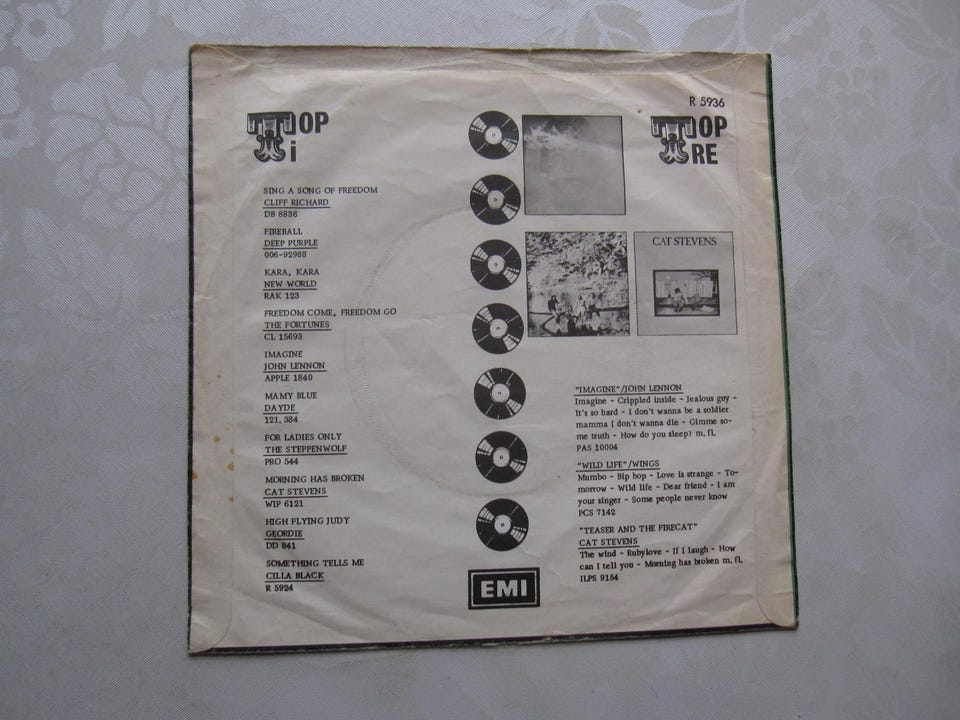 R 5936
TOP
Ti
SING A SONG OF FREEDOM
CLIFF RICHARD
DB 8836
FIREBALL
DEEP PURPLE
006-92988
KARA, KARA
NEW WORLD
RAK 123
FREEDOM COME, FREEDOM GO
THE FORTUNES
CL 15693
IMAGINE
JOHN LENNON
APPLE 1840
MAMY BLUE
DAYDE
121.384
FOR LADIES ONLY
THE STEPPENWOLF
PRO 544
MORNING HAS BROKEN
CAT STEVENS
WIP 6121
HIGH FLYING JUDY
GEORDIE
DD 841
SOMETHING TELLS ME
CILLA BLACK
R 5924
TOP
TRE
CAT STEVENS
"IMAGINE"/JOHN LENNON
Imagine - Crippled inside - Jealous guy -
It's so hard - I don't wanna be a soldier
mamma I don't wanna die - Gimme so-
me truth - How do you sleep? m. fl.
PAS 10004
"WILD LIFE"/WINGS
Mumbo - Bip bop - Love is strange - To-
morrow - Wild life - Dear friend - I am
your singer - Some people never know
PCS 7142
"TEASER AND THE FIRECAT"
CAT STEVENS
The wind - Rubylove - If I laugh - How
can I tell you - Morning has broken m. fl.
ILPS 9154
EMI